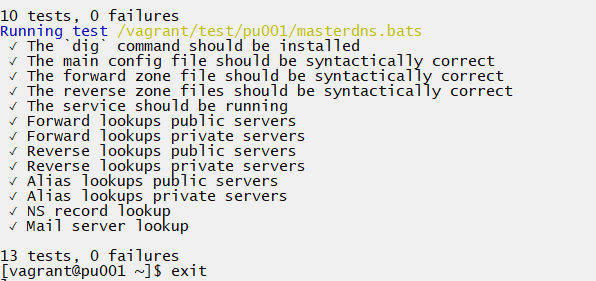 10 tests, 0 failures
Running test /vagrant/test/pu001/masterdns.bats
✓ The `dig` command should be installed
✓ The main config file should be syntactically correct
✓ The forward zone file should be syntactically correct
✓ The reverse zone files should be syntactically correct
✓ The service should be running
✓ Forward lookups public servers
✓ Forward lookups private servers
✓ Reverse lookups public servers
✓ Reverse lookups private servers
✓ Alias lookups public servers
✓ Alias lookups private servers
✓ NS record lookup
✓ Mail server lookup
13 tests, 0 failures
[vagrant@pu001 ~]$ exit